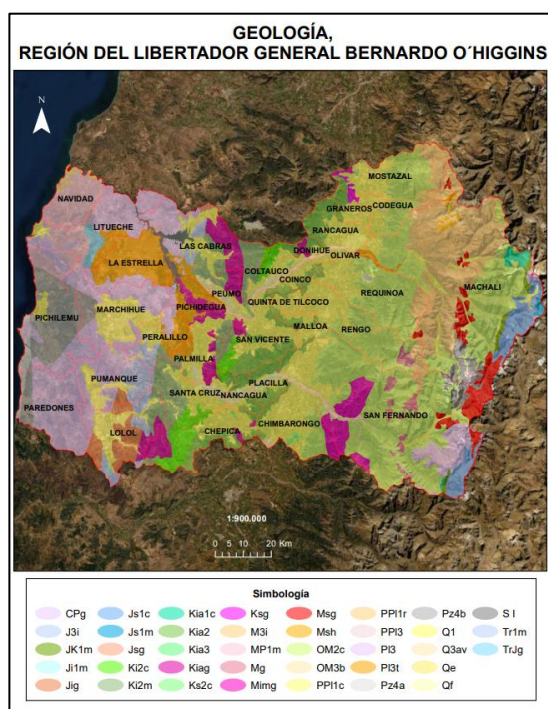 GEOLOGÍA,
REGIÓN DEL LIBERTADOR GENERAL BERNARDO O´HIGGINS
N
MOSTAZAL
NAVIDAD
GRANEROS
CODEGUA
LITUECHE
RANCAGUA
LAS CABRAS
DOÑIHUE
OLIVAR
LA ESTRELLA
COLTAUCO
COINCO
MACHALI
PEUMO
REQUINOA
PICHILEMU
MARCHIHUE
PICHIDEGUA
QUINTA DE TILCOCO
MALLOA
RENGO
PERALILLO
SAN VICENTE
PALMILLA
PUMANQUE
PLACILLA
PAREDONES
SANTA CRUZ
NANCAGUA
SAN FERNANDO
LOLOL
CHEPICA
CHIMBARONGO
1:900.000
0 5 10 20 Km
Simbología
CPg Js1c Kia1c Ksg Msg PPl1r Pz4b S I
J3i Js1m Kia2 M3i Msh PPl3 Q1 Tr1m
JK1m Jsg Kia3 MP1m OM2c Pl3 Q3av TrJg
Ji1m Ki2c Kiag Mg OM3b Pl3t Qe
Jig Ki2m Ks2c Mimg PPl1c Pz4a Qf